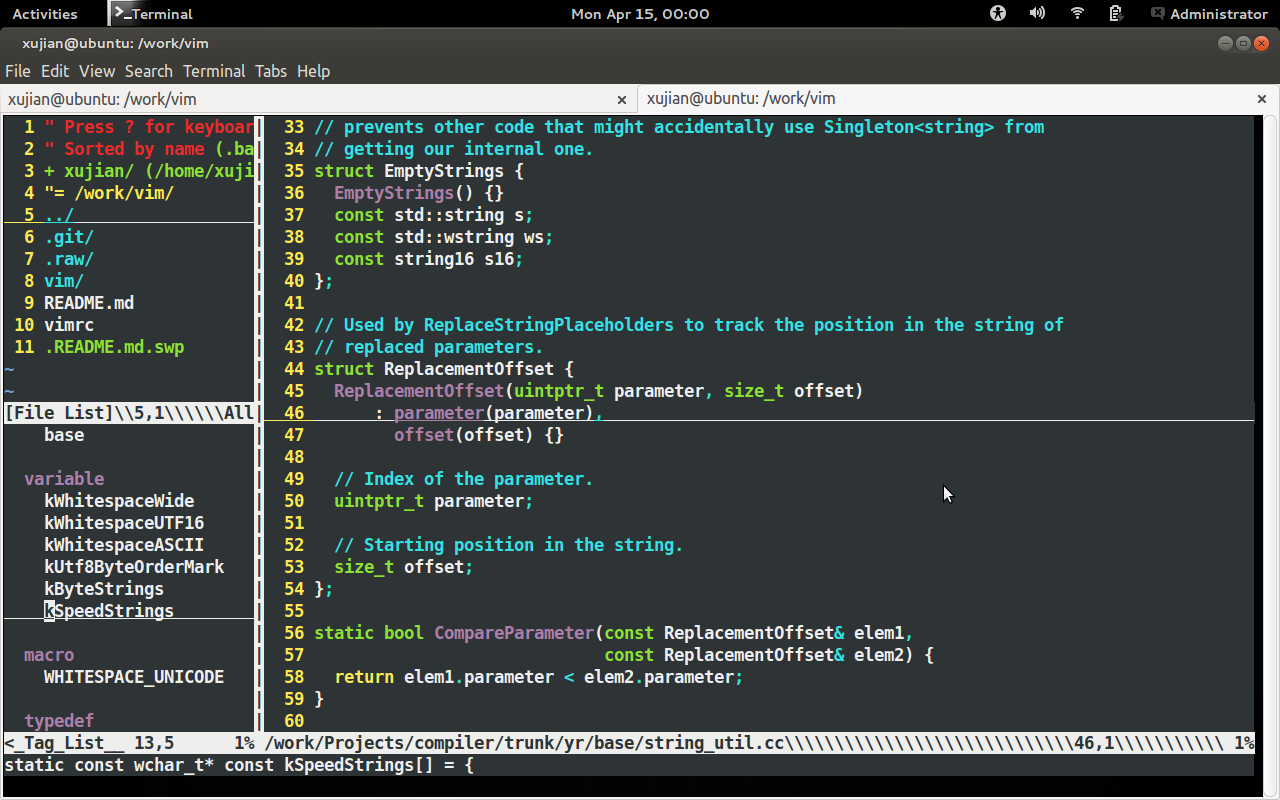 Activities
Terminal
Mon Apr 15, 00:00
Administrator
xujian@ubuntu: /work/vim
File Edit View Search Terminal Tabs Help
xujian@ubuntu: /work/vim
xujian@ubuntu: /work/vim
1 " Press ? for keyboar
2 " Sorted by name (.ba
3 + xujian/ (/home/xuji
4 "= /work/vim/
5 ../
6 .git/
7 .raw/
8 vim/
9 README.md
10 vimrc
11 .README.md.swp
~
~
[File List]\\5,1\\\\\\All
base
variable
kWhitespaceWide
kWhitespaceUTF16
kWhitespaceASCII
kUtf8ByteOrderMark
kByteStrings
kSpeedStrings
macro
WHITESPACE_UNICODE
typedef
<_Tag_List__ 13,5 1%
33 // prevents other code that might accidentally use Singleton<string> from
34 // getting our internal one.
35 struct EmptyStrings {
36 EmptyStrings() {}
37 const std::string s;
38 const std::wstring ws;
39 const string16 s16;
40 };
41
42 // Used by ReplaceStringPlaceholders to track the position in the string of
43 // replaced parameters.
44 struct ReplacementOffset {
45 ReplacementOffset(uintptr_t parameter, size_t offset)
46 : parameter(parameter),
47 offset(offset) {}
48
49 // Index of the parameter.
50 uintptr_t parameter;
51
52 // Starting position in the string.
53 size_t offset;
54 };
55
56 static bool CompareParameter(const ReplacementOffset& elem1,
57 const ReplacementOffset& elem2) {
58 return elem1.parameter < elem2.parameter;
59 }
60
/work/Projects/compiler/trunk/yr/base/string_util.cc\\\\\\\\\\\\\\\\\\\\\\\\\\\\\46,1\\\\\\\\\\\ 1%
static const wchar_t* const kSpeedStrings[] = {